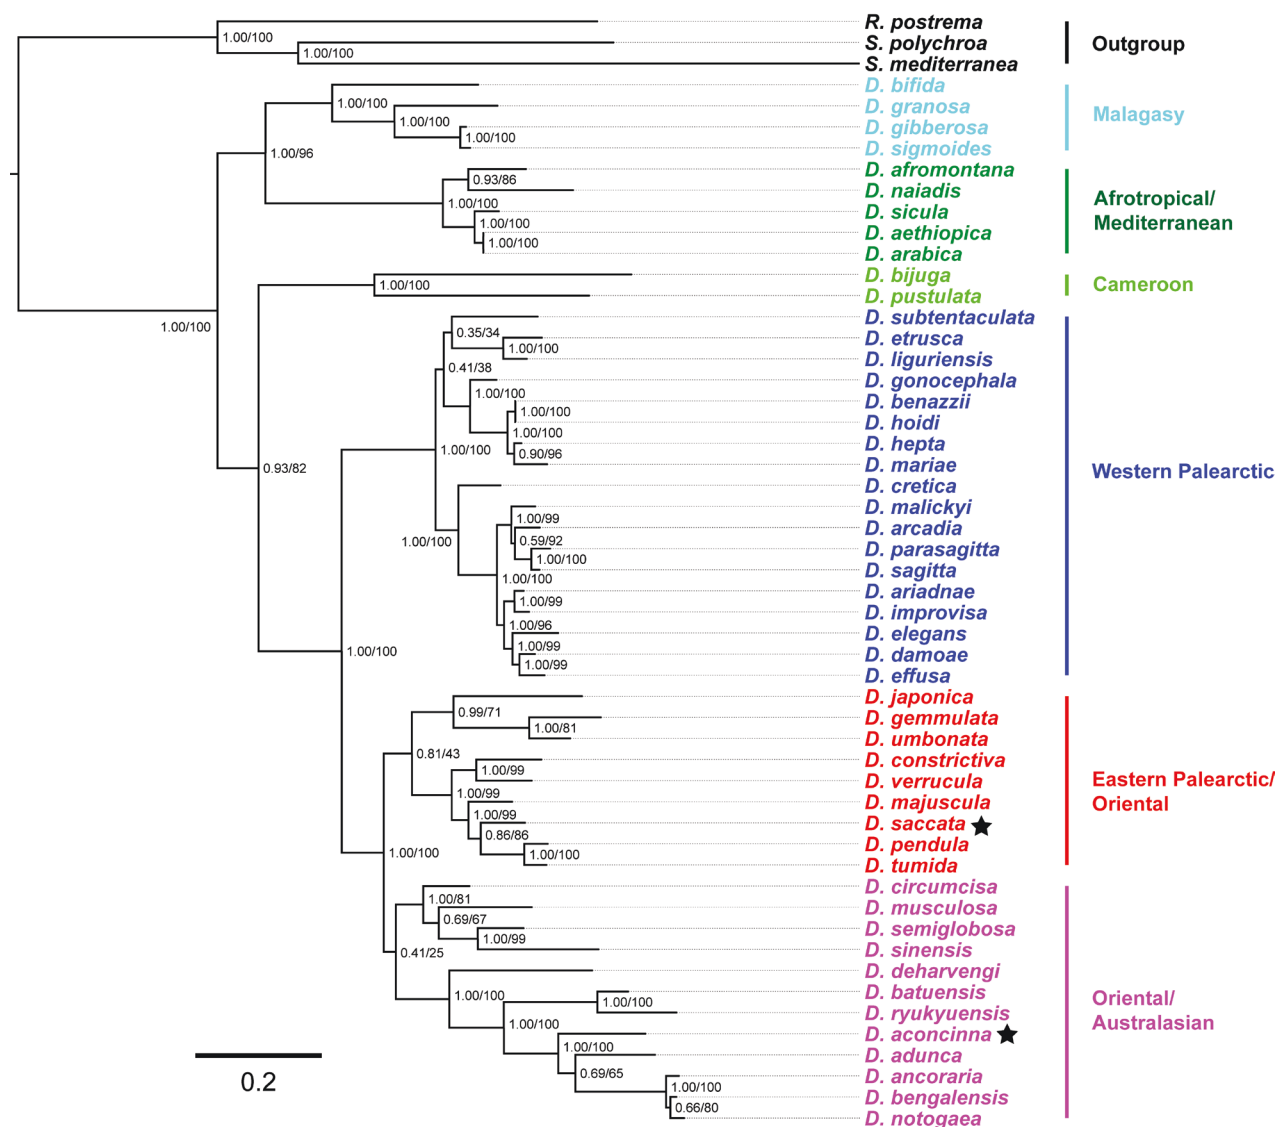 R. postrema
1.00/100
S. polychroa
Outgroup
1.00/100
S. mediterranea
D. bifida
1.00/100
D. granosa
Malagasy
1.00/100
D. gibberosa
1.00/100
D. sigmoides
1.00/96
D. afromontana
0.93/86
D. naiadis
Afrotropical/
Mediterranean
1.00/100
D. sicula
1.00/100
D. aethiopica
1.00/100
D. arabica
D. bijuga
1.00/100
Cameroon
D. pustulata
1.00/100
D. subtentaculata
0.35/34
D. etrusca
1.00/100
D. liguriensis
0.41/38
D. gonocephala
1.00/100
D. benazzii
1.00/100
D. hoidi
1.00/100
D. hepta
1.00/100
0.90/96
D. mariae
0.93/82
Western Palearctic
D. cretica
D. malickyi
1.00/99
D. arcadia
1.00/100
0.59/92
D. parasagitta
1.00/100
D. sagitta
1.00/100
D. ariadnae
1.00/99
D. improvisa
1.00/96
D. elegans
1.00/99
D. damoae
1.00/100
1.00/99
D. effusa
D. japonica
0.99/71
D. gemmulata
1.00/81
D. umbonata
0.81/43
D. constrictiva
1.00/99
D. verrucula
Eastern Palearctic/
Oriental
1.00/99
D. majuscula
1.00/99
D. saccata
0.86/86
D. pendula
1.00/100
1.00/100
D. tumida
D. circumcisa
1.00/81
D. musculosa
0.69/67
D. semiglobosa
1.00/99
D. sinensis
0.41/25
D. deharvengi
1.00/100
D. batuensis
1.00/100
Oriental/
Australasian
D. ryukyuensis
1.00/100
D. aconcinna
1.00/100
D. adunca
0.69/65
D. ancoraria
1.00/100
0.2
D. bengalensis
0.66/80
D. notogaea